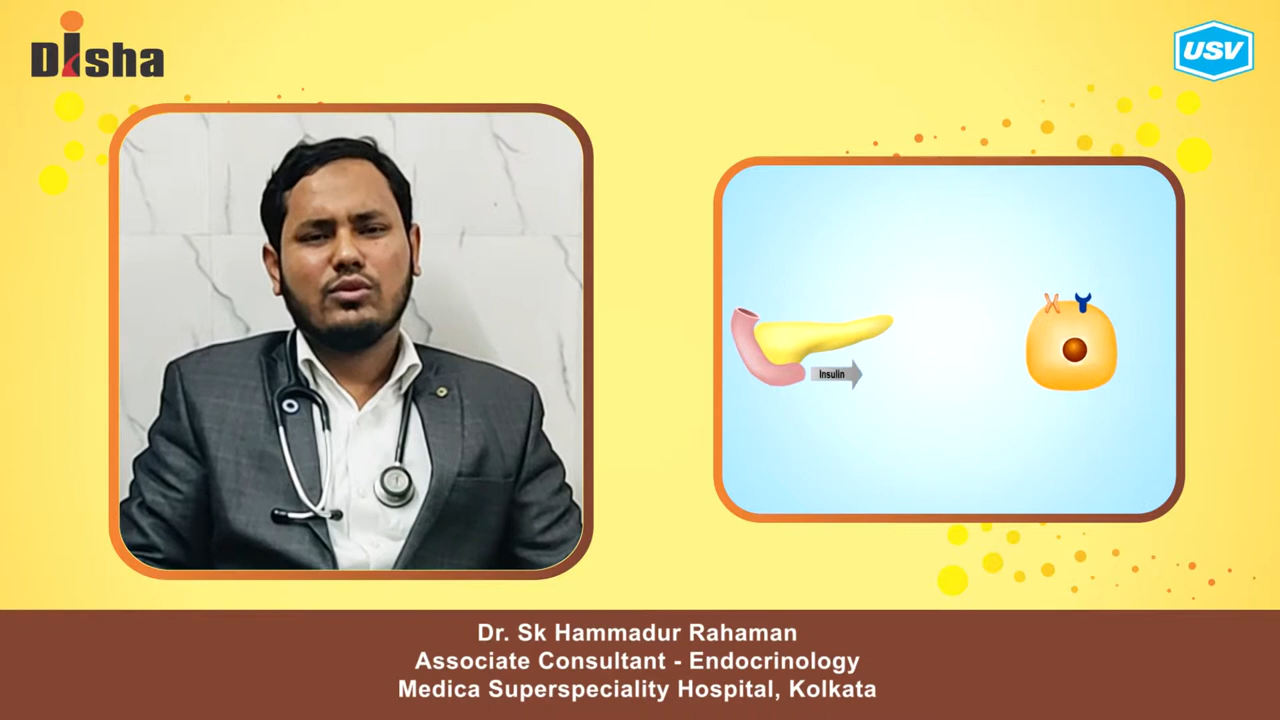 Disha
USV
Insulin
Dr. Sk Hammadur Rahaman
Associate Consultant - Endocrinology
Medica Superspeciality Hospital, Kolkata